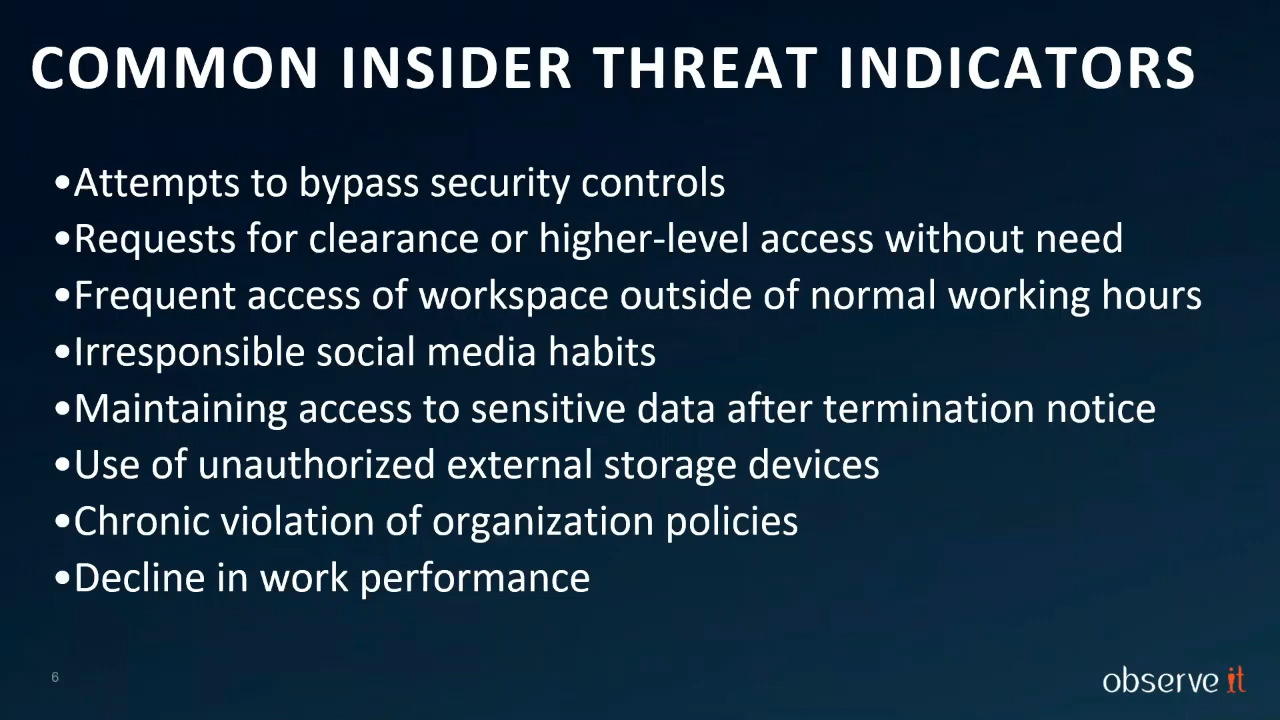 COMMON INSIDER THREAT INDICATORS
•Attempts to bypass security controls
•Requests for clearance or higher-level access without need
•Frequent access of workspace outside of normal working hours
•Irresponsible social media habits
•Maintaining access to sensitive data after termination notice
•Use of unauthorized external storage devices
•Chronic violation of organization policies
•Decline in work performance
6
observe it